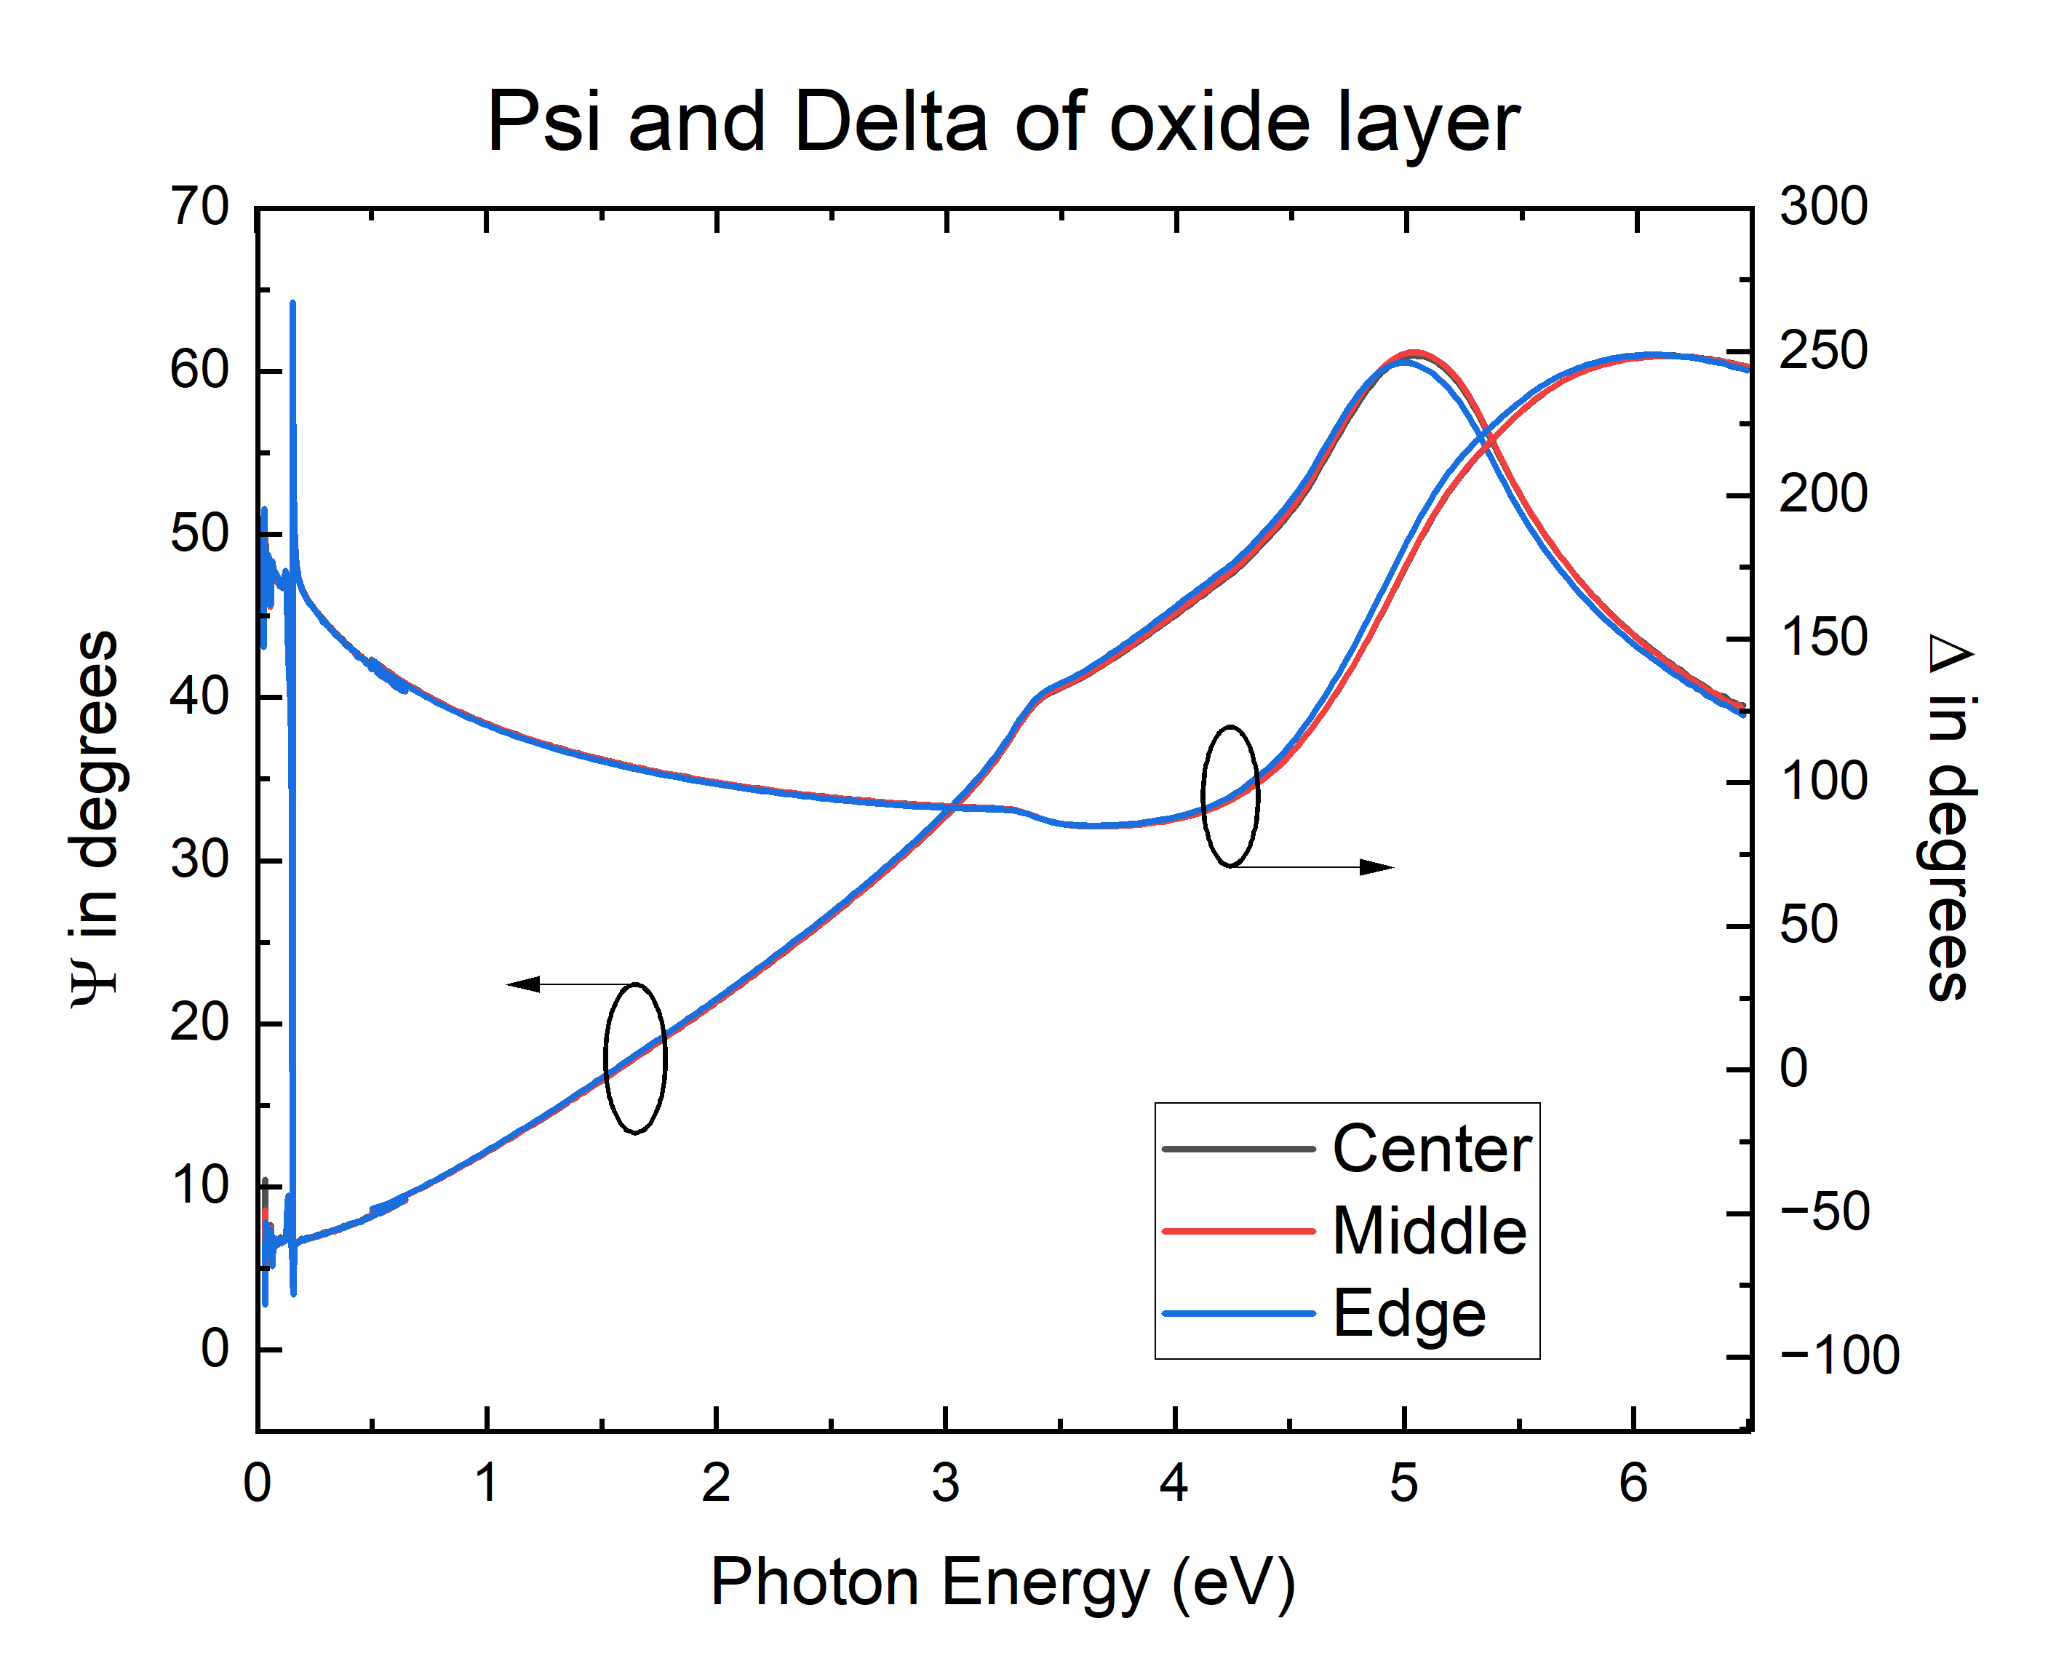 Psi and Delta of oxide layer
70
60
50
40
30
20
10
0
Ψ in degrees
300
250
200
150
100
50
0
−50
−100
Δ in degrees
Center
Middle
Edge
0 1 2 3 4 5 6
Photon Energy (eV)